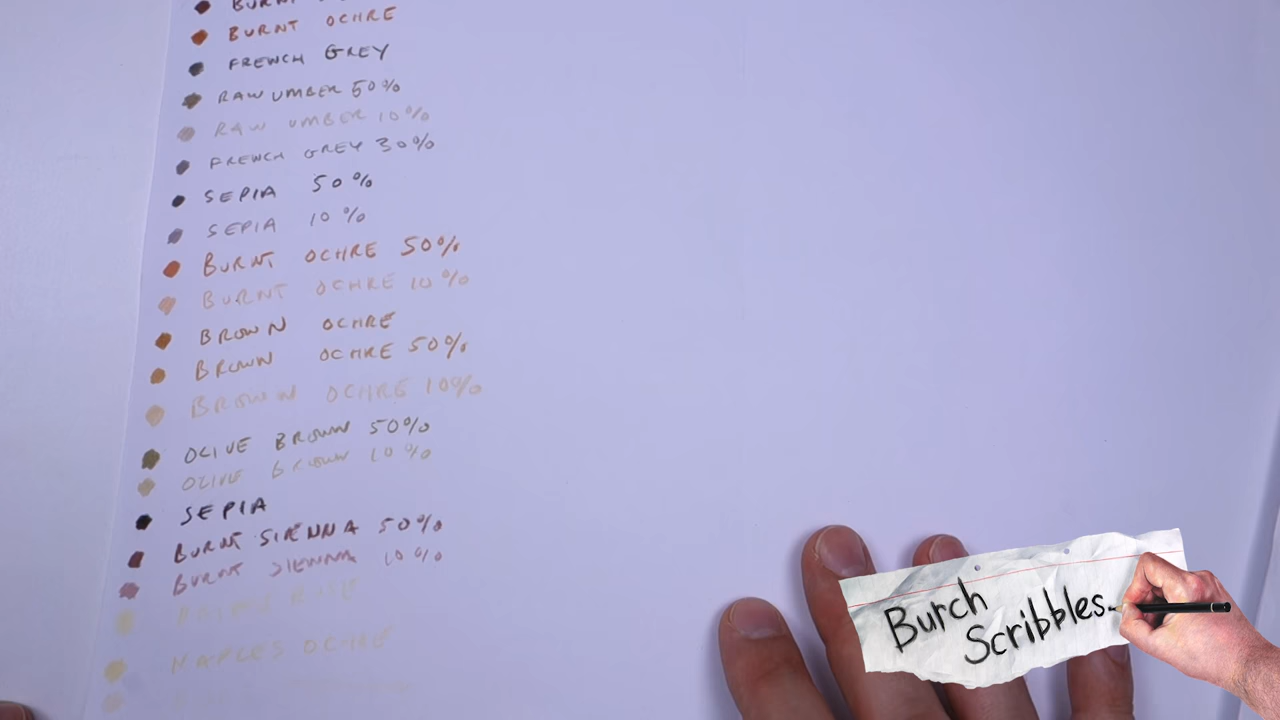 BURNT
BURNT OCHRE
FRENCH GREY
RAW UMBER 50%
RAW UMBER 10%
FRENCH GREY 30%
SEPIA 50%
SEPIA 10%
BURNT OCHRE 50%
BURNT OCHRE 10%
BROWN OCHRE
BROWN OCHRE 50%
BROWN OCHRE 10%
OLIVE BROWN 50%
OLIVE BROWN 10%
SEPIA
BURNT SIENNA 50%
BURNT SIENNA 10%
NAPLES OCHRE
Burch
Scribbles.